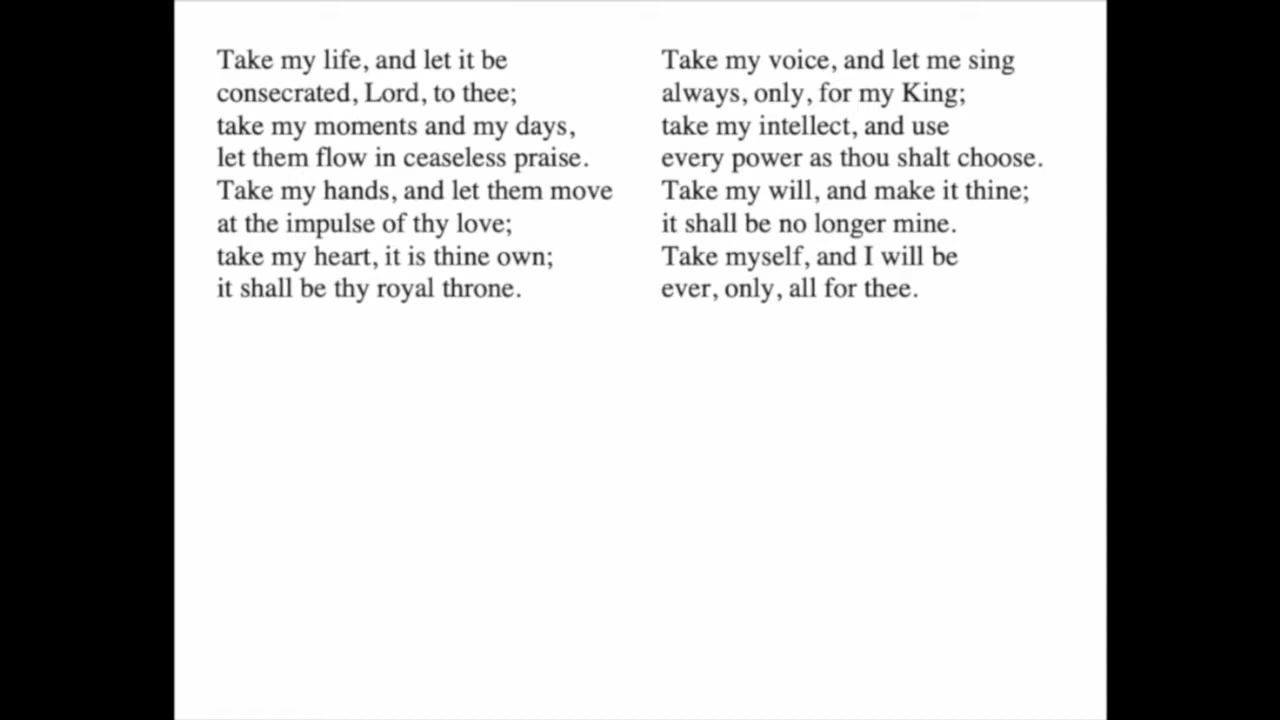 Take my life, and let it be
consecrated, Lord, to thee;
take my moments and my days,
let them flow in ceaseless praise.
Take my hands, and let them move
at the impulse of thy love;
take my heart, it is thine own;
it shall be thy royal throne.
Take my voice, and let me sing
always, only, for my King;
take my intellect, and use
every power as thou shalt choose.
Take my will, and make it thine;
it shall be no longer mine.
Take myself, and I will be
ever, only, all for thee.